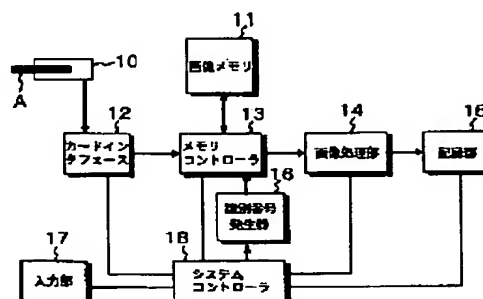 11
画像メモリ
10
A
12
カードイン
タフェース
13
メモリ
コントローラ
14
画像処理部
15
記録部
16
識別番号
発生器
17
入力部
18
システム
コントローラ